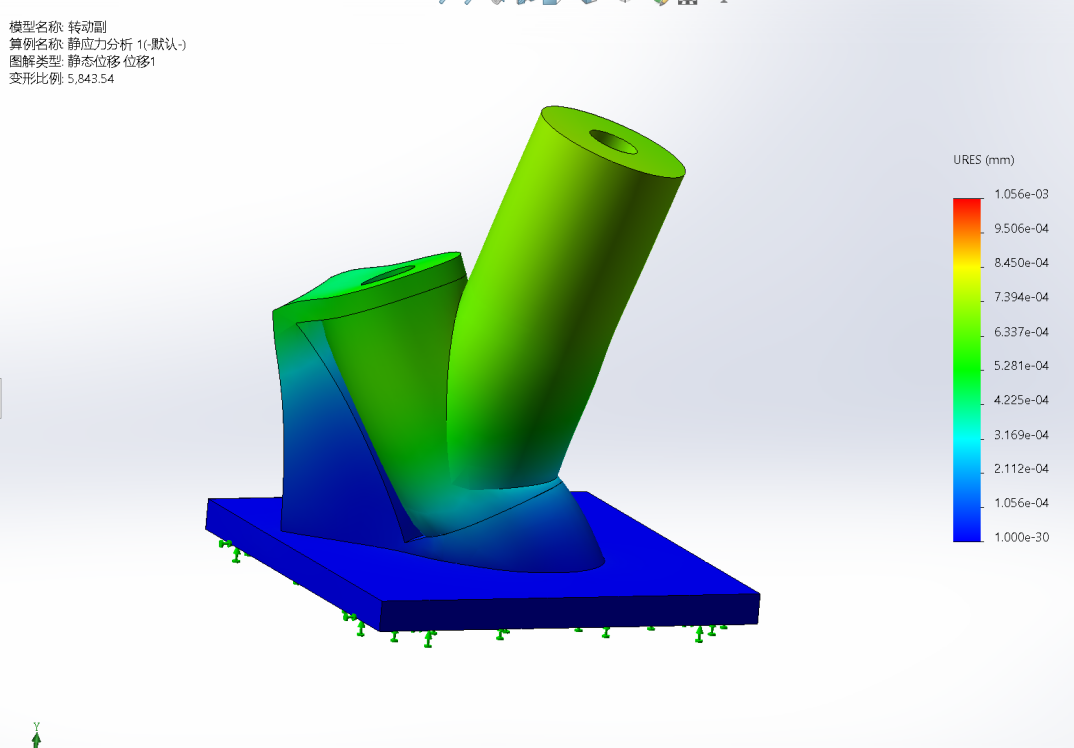 模型名称: 转动副
算例名称: 静应力分析 1(-默认-)
图解类型: 静态位移 位移1
变形比例: 5,843.54
URES (mm)
1.056e-03
9.506e-04
8.450e-04
7.394e-04
6.337e-04
5.281e-04
4.225e-04
3.169e-04
2.112e-04
1.056e-04
1.000e-30
Y